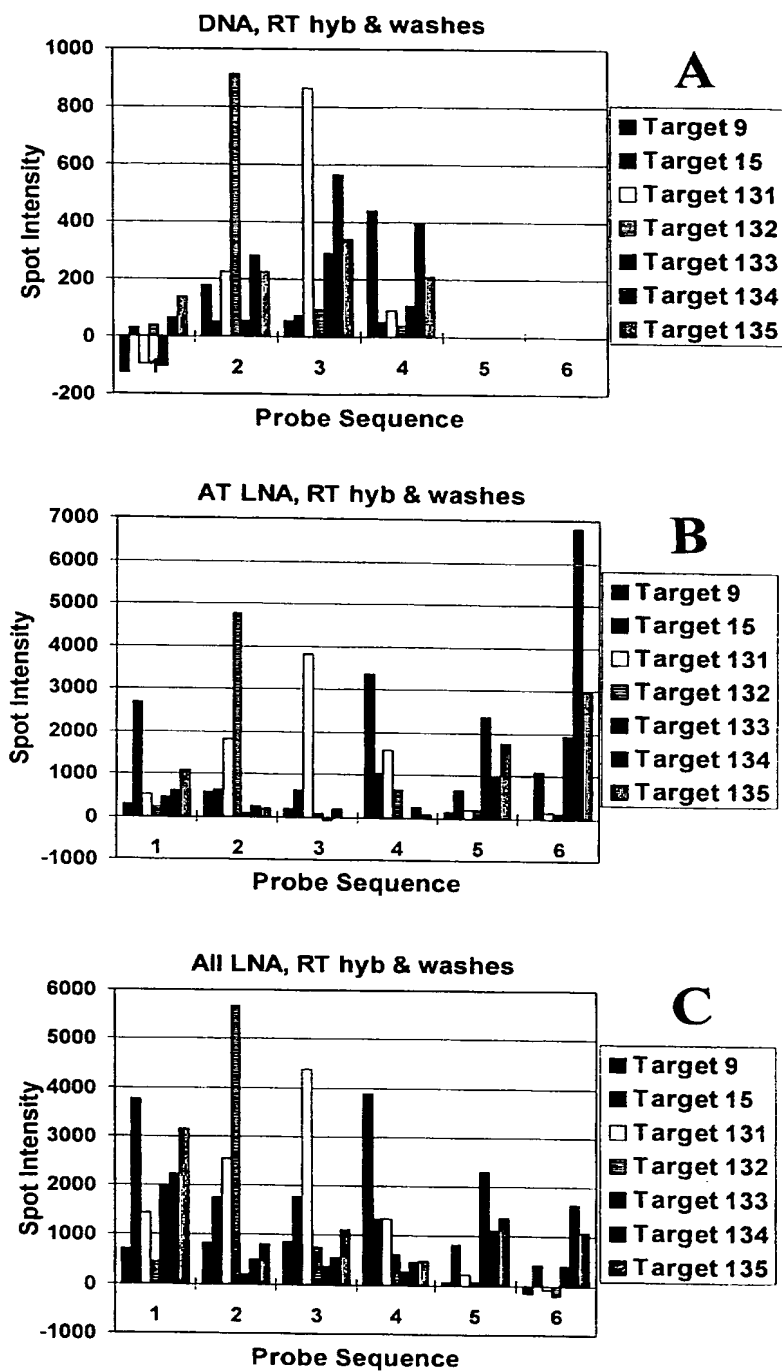 DNA, RT hyb & washes
A
1000
800
600
400
200
0
-200
Spot Intensity
2
3
4
5
6
Probe Sequence
Target 9
Target 15
Target 131
Target 132
Target 133
Target 134
Target 135
AT LNA, RT hyb & washes
B
7000
6000
5000
4000
3000
2000
1000
0
-1000
Spot Intensity
1
2
3
4
5
6
Probe Sequence
Target 9
Target 15
Target 131
Target 132
Target 133
Target 134
Target 135
All LNA, RT hyb & washes
C
6000
5000
4000
3000
2000
1000
0
-1000
Spot Intensity
1
2
3
4
5
6
Probe Sequence
Target 9
Target 15
Target 131
Target 132
Target 133
Target 134
Target 135